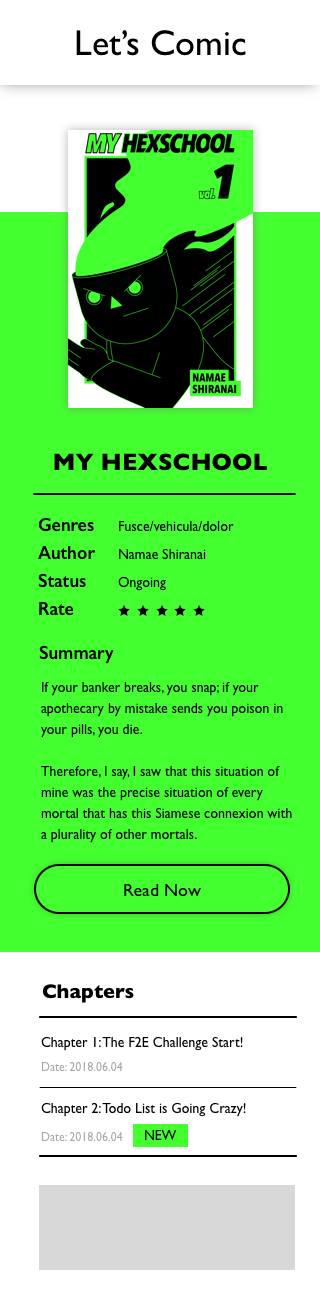 Let’s Comic
MY HEXSCHOOL
vol.1
NAMAE
SHIRANAI
MY HEXSCHOOL
Genres Fusce/vehicula/dolor
Author Namae Shiranai
Status Ongoing
Rate ★ ★ ★ ★ ★
Summary
If your banker breaks, you snap; if your
apothecary by mistake sends you poison in
your pills, you die.
Therefore, I say, I saw that this situation of
mine was the precise situation of every
mortal that has this Siamese connexion with
a plurality of other mortals.
Read Now
Chapters
Chapter 1: The F2E Challenge Start!
Date: 2018.06.04
Chapter 2: Todo List is Going Crazy!
Date: 2018.06.04 NEW